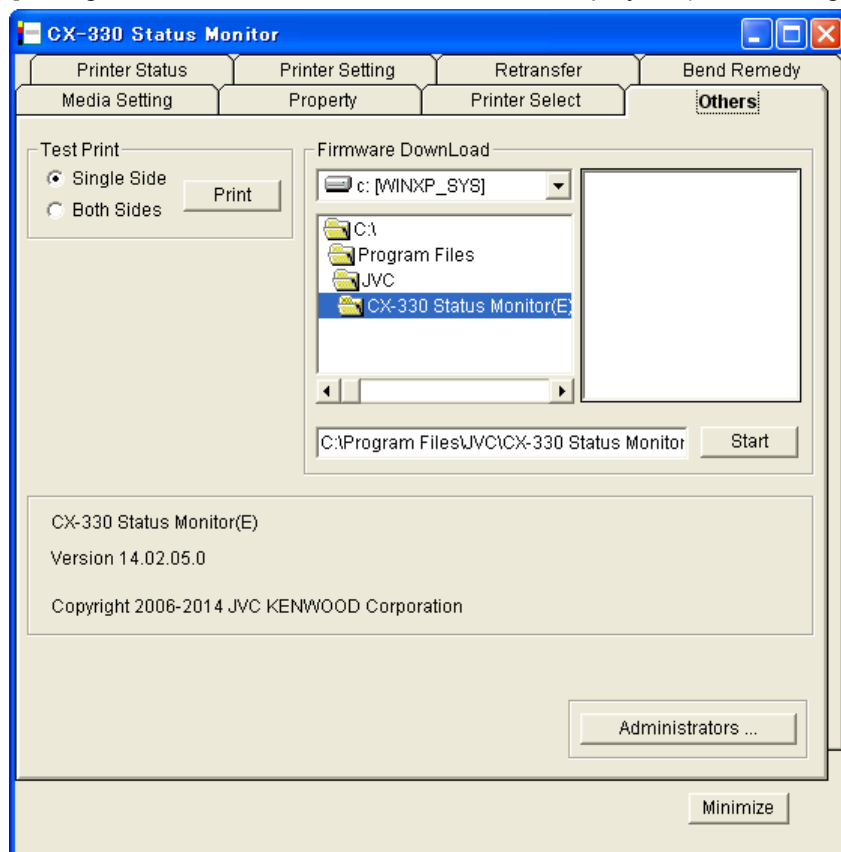 CX-330 Status Monitor
Printer Status
Printer Setting
Retransfer
Bend Remedy
Media Setting
Property
Printer Select
Others
Test Print
Single Side
Both Sides
Print
Firmware DownLoad
c: [WINXP_SYS]
C:\
Program Files
JVC
CX-330 Status Monitor(E)
C:\Program Files\JVC\CX-330 Status Monitor
Start
CX-330 Status Monitor(E)
Version 14.02.05.0
Copyright 2006-2014 JVC KENWOOD Corporation
Administrators ...
Minimize